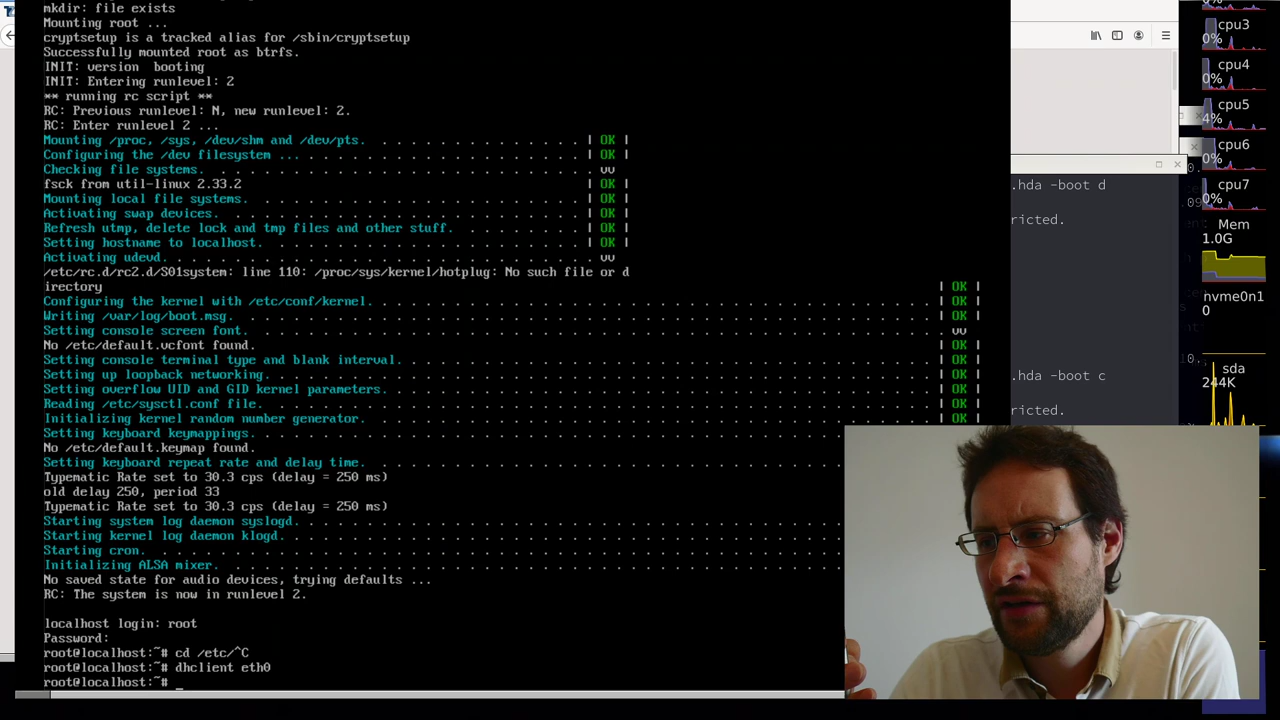 mkdir: file exists
Mounting root ...
cryptsetup is a tracked alias for /sbin/cryptsetup
Successfully mounted root as btrfs.
INIT: version  booting
INIT: Entering runlevel: 2
** running rc script **
RC: Previous runlevel: N, new runlevel: 2.
RC: Enter runlevel 2 ...
Mounting /proc, /sys, /dev/shm and /dev/pts. | OK |
Configuring the /dev filesystem ... | OK |
Checking file systems.
fsck from util-linux 2.33.2 | OK |
Mounting local file systems. | OK |
Activating swap devices. | OK |
Refresh utmp, delete lock and tmp files and other stuff. | OK |
Setting hostname to localhost. | OK |
Activating udevd.
/etc/rc.d/rc2.d/S01system: line 110: /proc/sys/kernel/hotplug: No such file or d
irectory | OK |
Configuring the kernel with /etc/conf/kernel. | OK |
Writing /var/log/boot.msg. | OK |
Setting console screen font.
No /etc/default.vcfont found.
Setting console terminal type and blank interval. | OK |
Setting up loopback networking. | OK |
Setting overflow UID and GID kernel parameters. | OK |
Reading /etc/sysctl.conf file. | OK |
Initializing kernel random number generator. | OK |
Setting keyboard keymappings.
No /etc/default.keymap found.
Setting keyboard repeat rate and delay time.
Typematic Rate set to 30.3 cps (delay = 250 ms)
old delay 250, period 33
Typematic Rate set to 30.3 cps (delay = 250 ms)
Starting system log daemon syslogd.
Starting kernel log daemon klogd.
Starting cron.
Initializing ALSA mixer.
No saved state for audio devices, trying defaults ...
RC: The system is now in runlevel 2.
localhost login: root
Password:
root@localhost:~# cd /etc/^C
root@localhost:~# dhclient eth0
root@localhost:~# _
.hda -boot d
ricted.
.hda -boot c
ricted.
0%
cpu3
0%
cpu4
0%
cpu5
4%
cpu6
0%
cpu7
0%
Mem
1.0G
nvme0n1
0
sda
244K